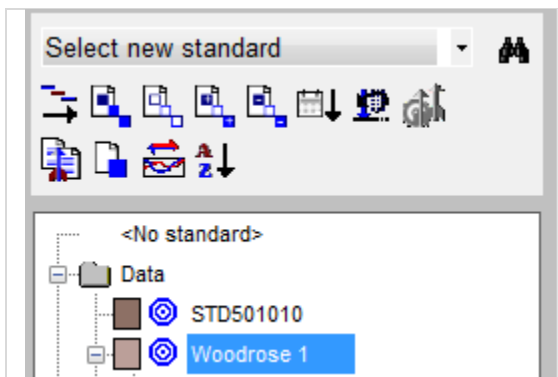 Select new standard
A
Z
<No standard>
Data
STD501010
Woodrose 1